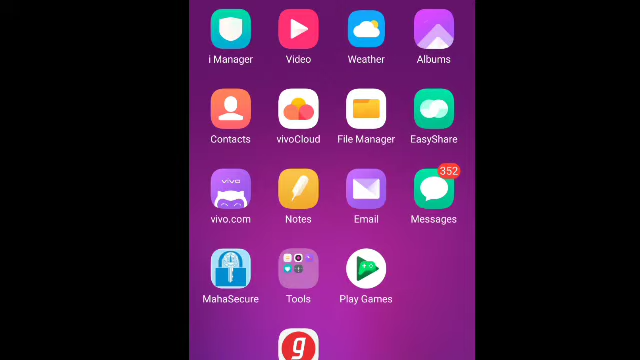 i Manager Video Weather Albums
Contacts vivoCloud File Manager EasyShare
vivo
352
vivo.com Notes Email Messages
MahaSecure Tools Play Games
g